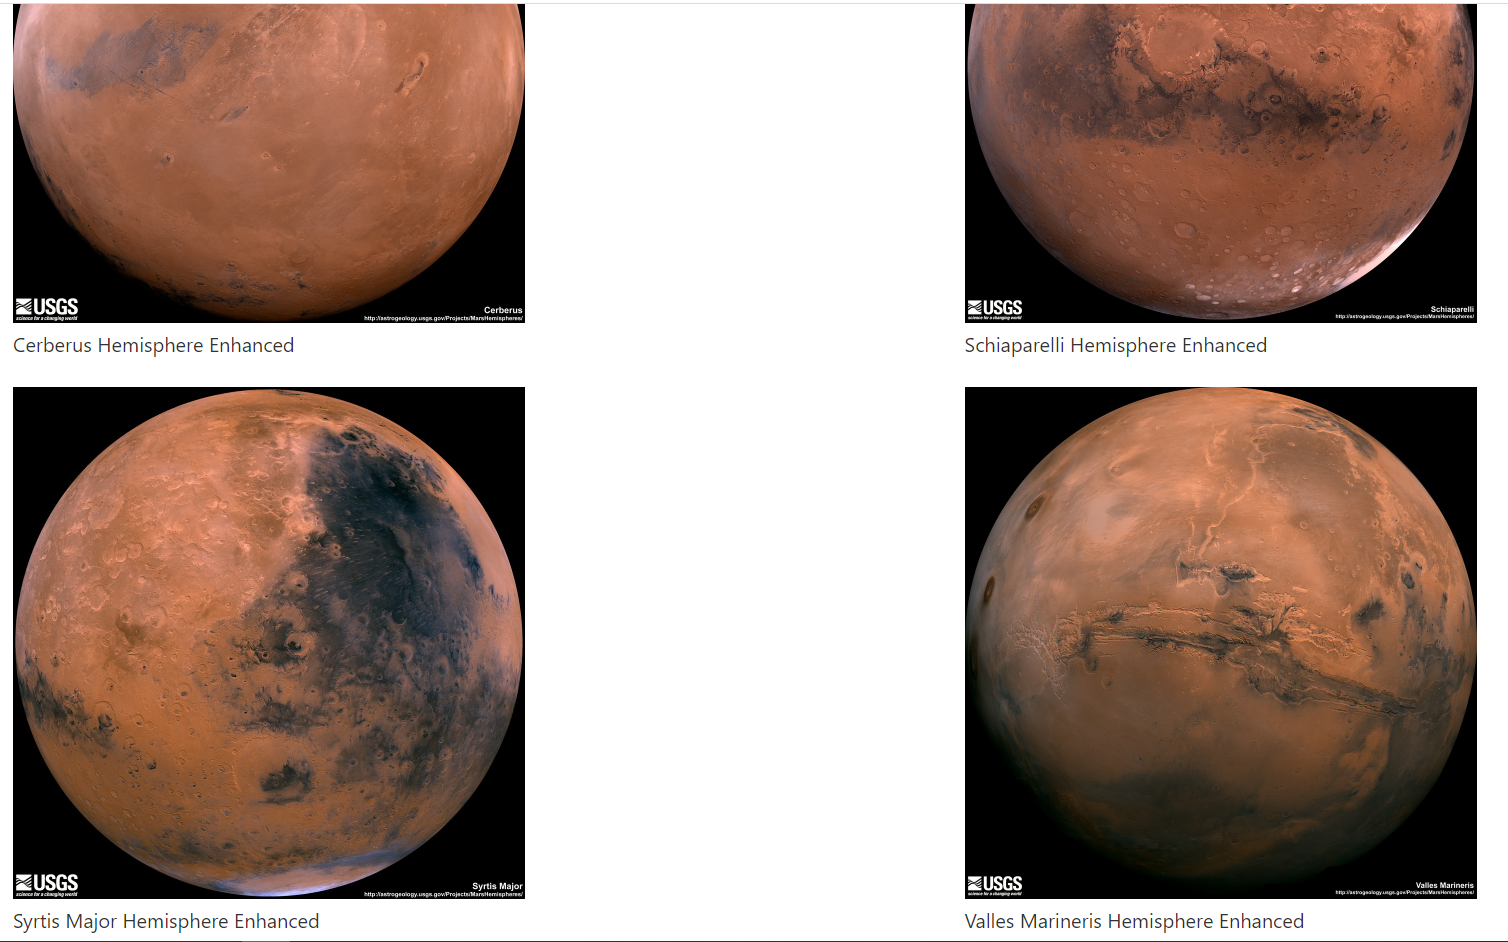 USGS
science for a changing world
Cerberus
http://astrogeology.usgs.gov/Projects/MarsHemispheres/
Cerberus Hemisphere Enhanced
USGS
science for a changing world
Schiaparelli
http://astrogeology.usgs.gov/Projects/MarsHemispheres/
Schiaparelli Hemisphere Enhanced
USGS
science for a changing world
Syrtis Major
http://astrogeology.usgs.gov/Projects/MarsHemispheres/
Syrtis Major Hemisphere Enhanced
USGS
science for a changing world
Valles Marineris
http://astrogeology.usgs.gov/Projects/MarsHemispheres/
Valles Marineris Hemisphere Enhanced